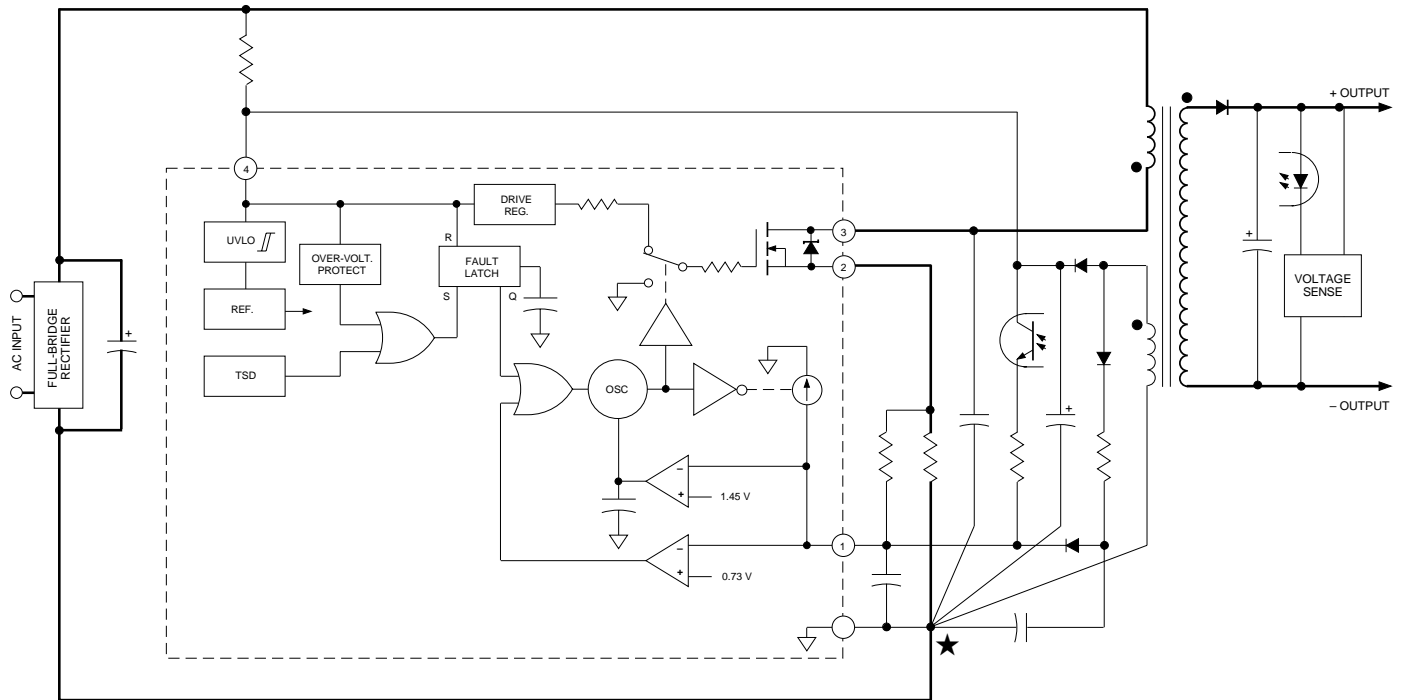 + OUTPUT
4
DRIVE
REG.
R
UVLO
OVER-VOLT.
PROTECT
FAULT
LATCH
3
2
+
VOLTAGE
SENSE
AC INPUT
FULL-BRIDGE
RECTIFIER
+
REF.
S
Q
TSD
OSC
– OUTPUT
+
–
+
1.45 V
1
–
+
0.73 V